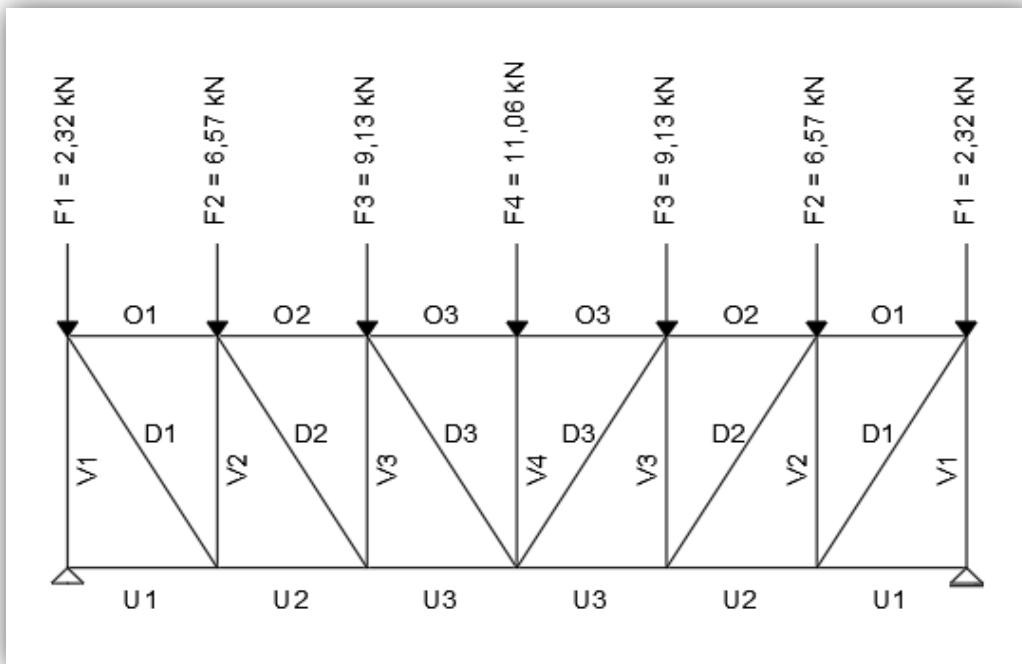 F1 = 2,32 kN
F2 = 6,57 kN
F3 = 9,13 kN
F4 = 11,06 kN
F3 = 9,13 kN
F2 = 6,57 kN
F1 = 2,32 kN
O1 O2 O3 O3 O2 O1
D1 D2 D3 D3 D2 D1
V1 V2 V3 V4 V3 V2 V1
U1 U2 U3 U3 U2 U1